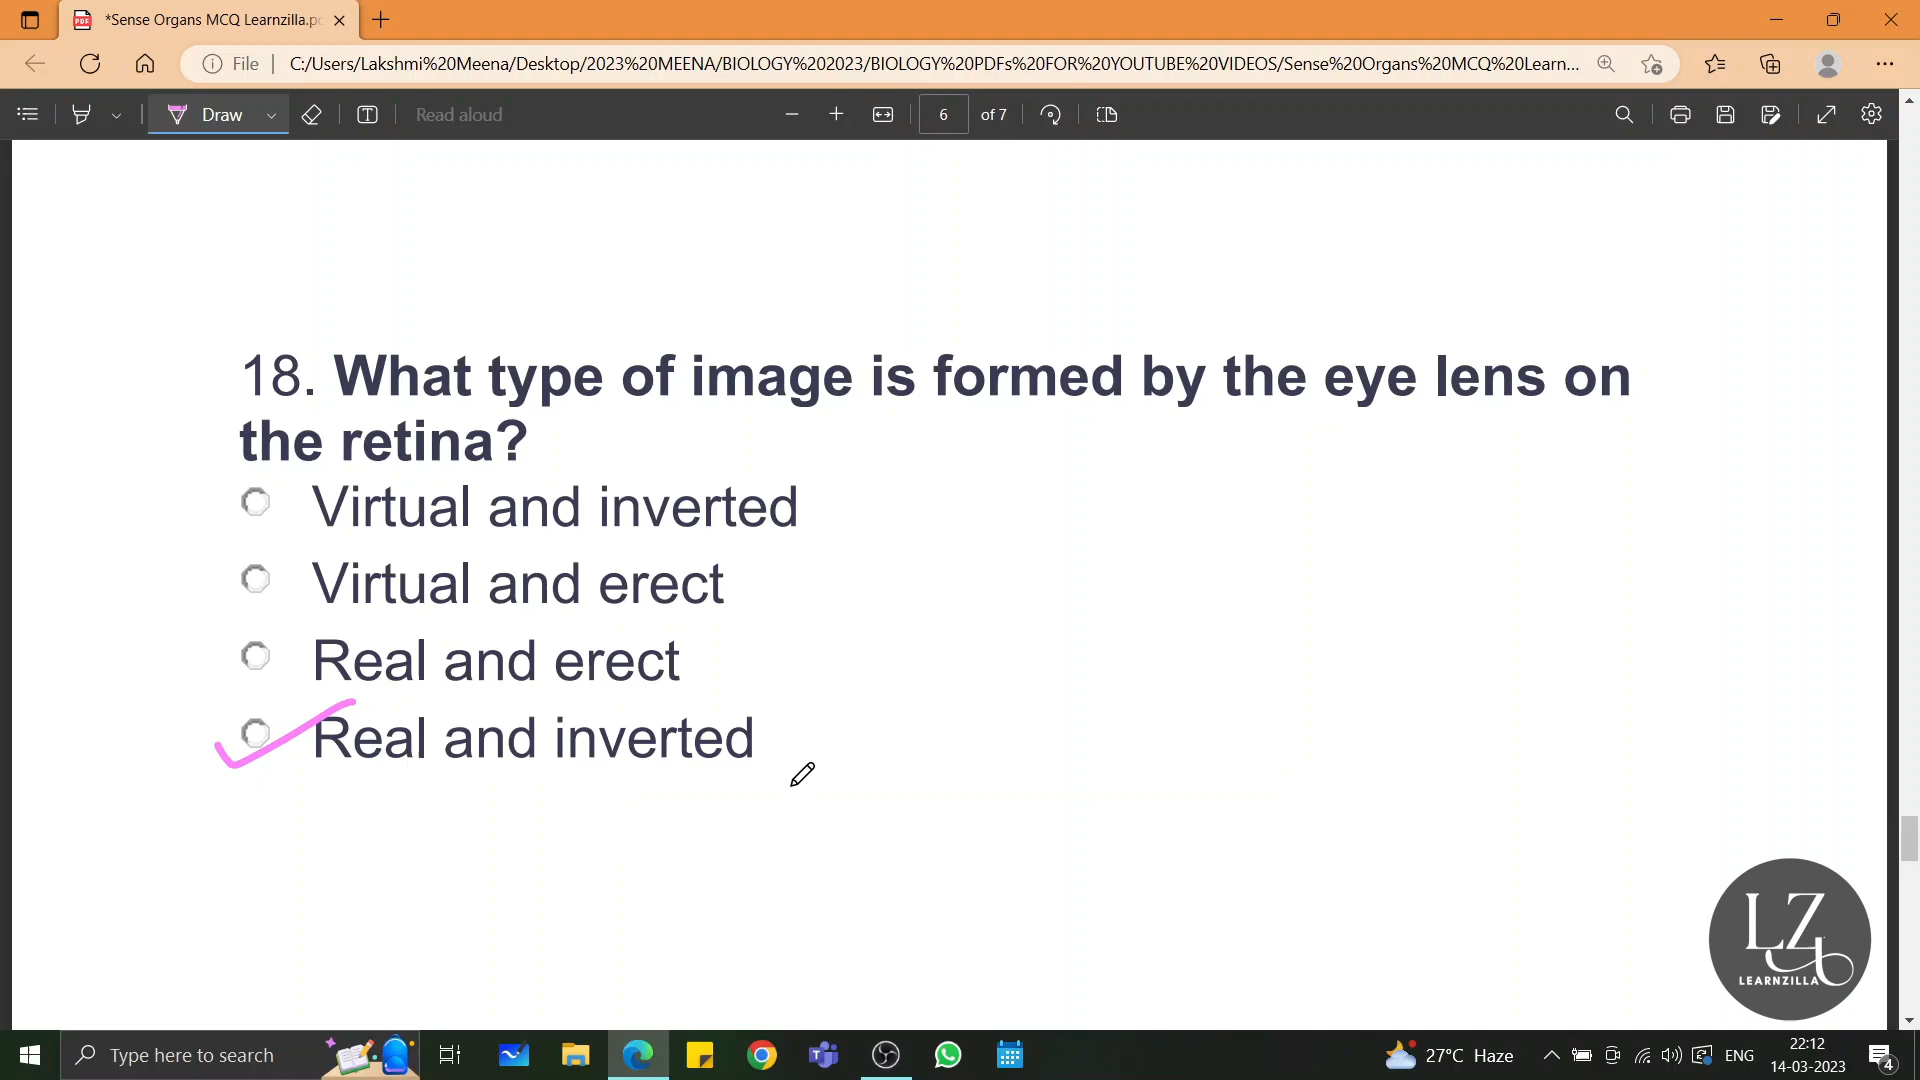 *Sense Organs MCQ Learnzilla.pd
File
C:/Users/Lakshmi%20Meena/Desktop/2023%20MEENA/BIOLOGY%202023/BIOLOGY%20PDFs%20FOR%20YOUTUBE%20VIDEOS/Sense%20Organs%20MCQ%20Learn...
Draw
Read aloud
6 of 7
18. What type of image is formed by the eye lens on
the retina?
Virtual and inverted
Virtual and erect
Real and erect
Real and inverted
LZ
LEARNZILLA
Type here to search
27°C Haze
ENG
22:12
14-03-2023
4